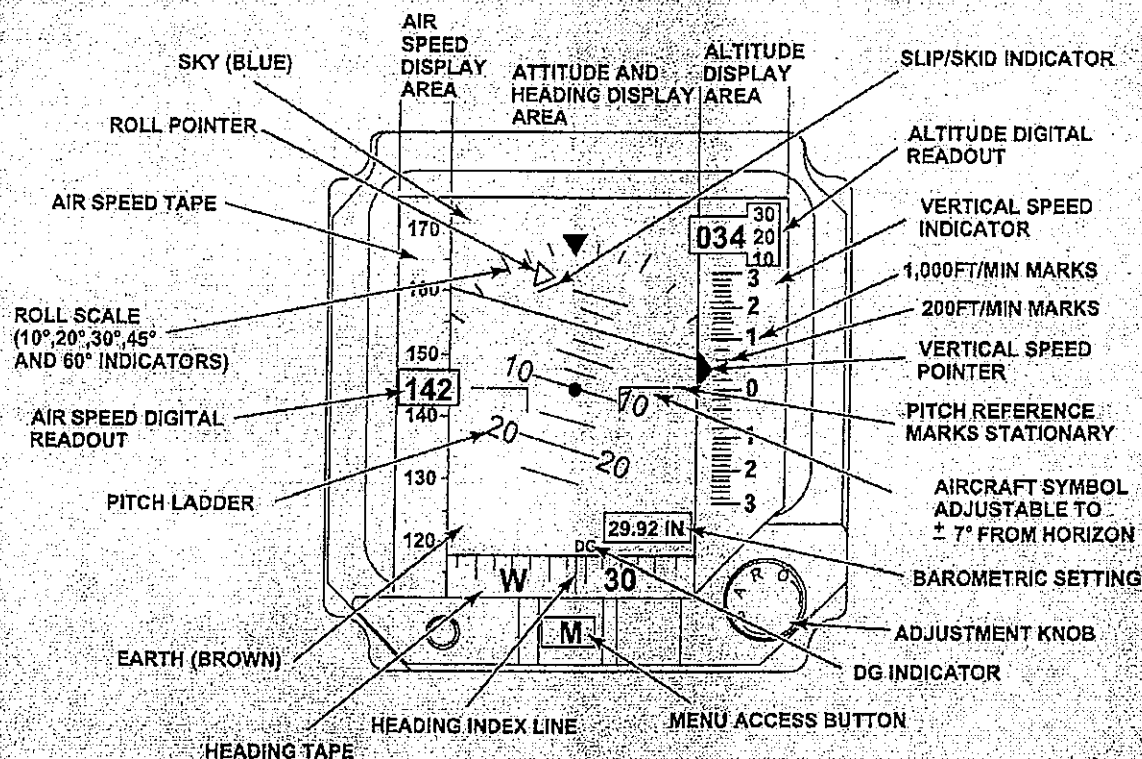 AIR
SPEED
DISPLAY
AREA
ATTITUDE AND
HEADING DISPLAY
AREA
ALTITUDE
DISPLAY
AREA
SLIP/SKID INDICATOR
SKY (BLUE)
ROLL POINTER
AIR SPEED TAPE
ROLL SCALE
(10°,20°,30°,45°
AND 60° INDICATORS)
AIR SPEED DIGITAL
READOUT
PITCH LADDER
EARTH (BROWN)
HEADING TAPE
HEADING INDEX LINE
MENU ACCESS BUTTON
DG INDICATOR
ADJUSTMENT KNOB
BAROMETRIC SETTING
AIRCRAFT SYMBOL
ADJUSTABLE TO
± 7° FROM HORIZON
PITCH REFERENCE
MARKS STATIONARY
VERTICAL SPEED
POINTER
200FT/MIN MARKS
1,000FT/MIN MARKS
VERTICAL SPEED
INDICATOR
ALTITUDE DIGITAL
READOUT
170
160
150
142
140
130
120
034
30
20
10
3
2
1
0
1
2
3
10
10
20
20
29.92 IN
DG
W
30
M
BARO